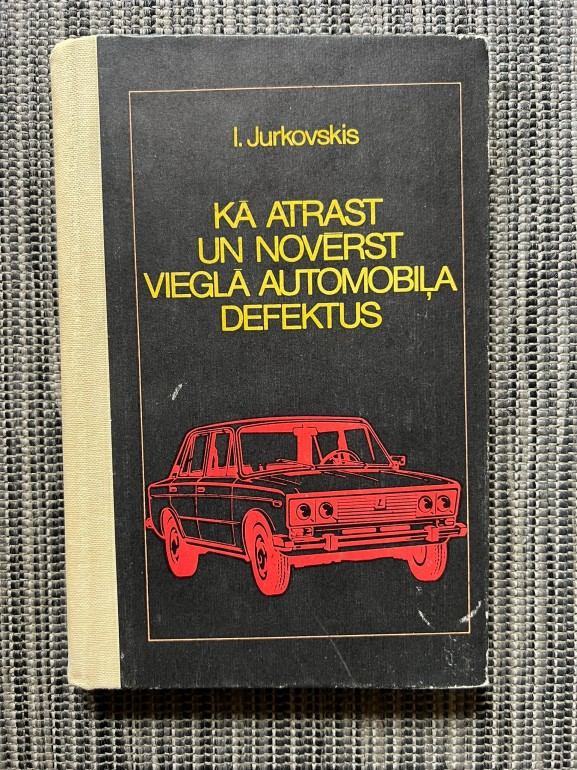 I. Jurkovskis
KĀ ATRAST
UN NOVĒRST
VIEGLĀ AUTOMOBIĻA
DEFEKTUS